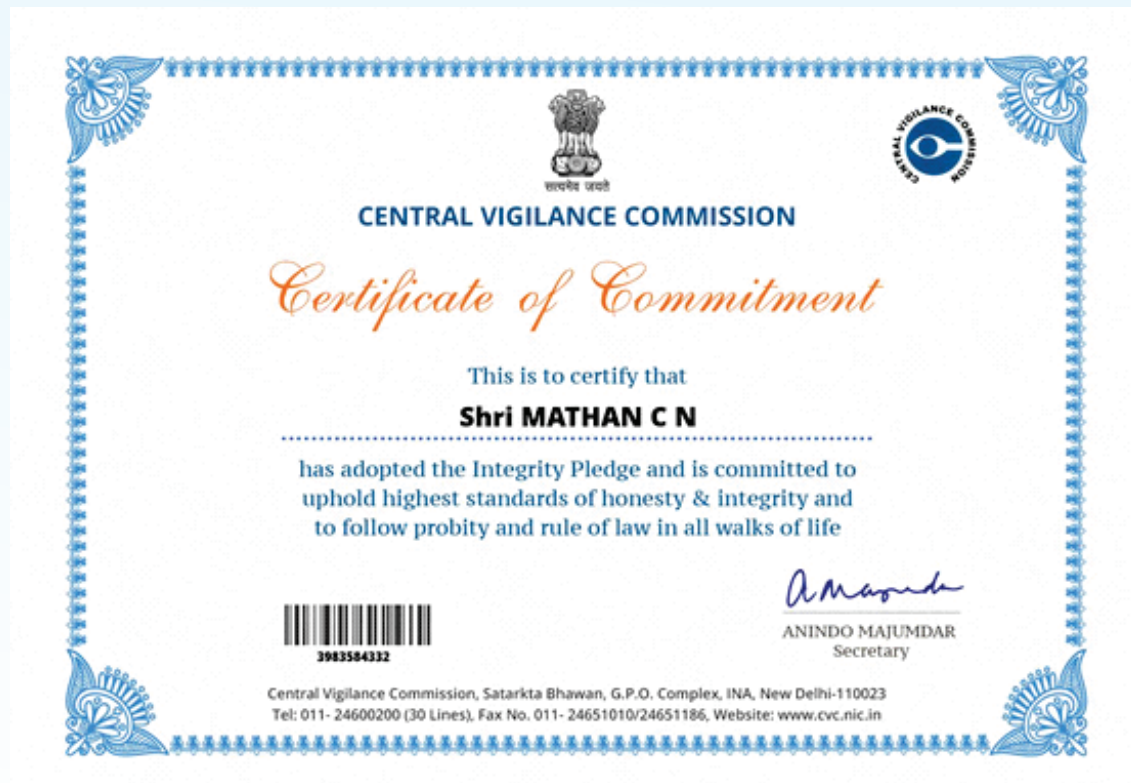 सत्यमेव जयते
CENTRAL VIGILANCE COMMISSION
CENTRAL VIGILANCE COMMISSION
Certificate of Commitment
This is to certify that
Shri MATHAN C N
has adopted the Integrity Pledge and is committed to
uphold highest standards of honesty & integrity and
to follow probity and rule of law in all walks of life
3983584332
ANINDO MAJUMDAR
Secretary
Central Vigilance Commission, Satarkta Bhawan, G.P.O. Complex, INA, New Delhi-110023
Tel: 011- 24600200 (30 Lines), Fax No. 011- 24651010/24651186, Website: www.cvc.nic.in